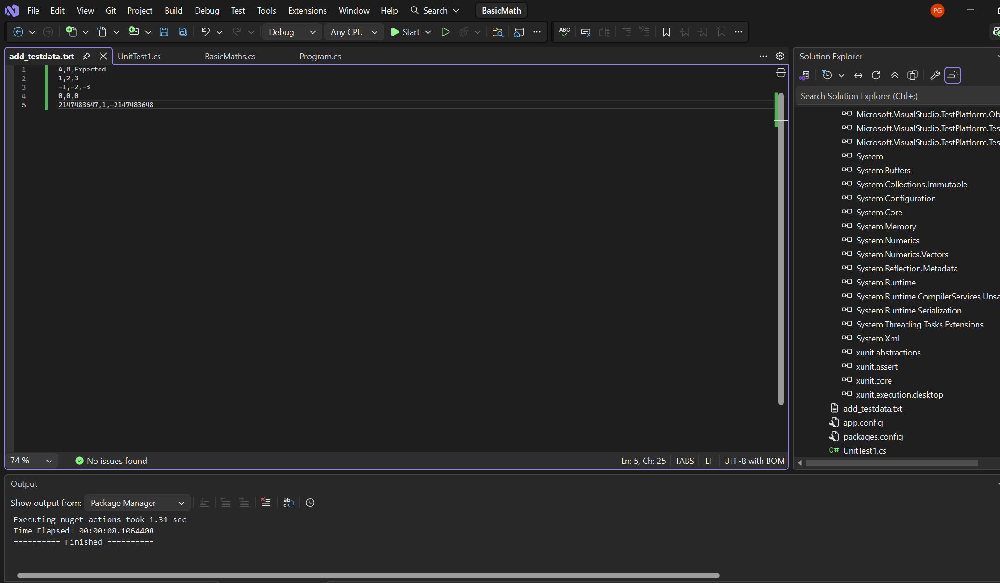 File Edit View Git Project Build Debug Test Tools Extensions Window Help Search BasicMath PG
Debug Any CPU Start ABC
add_testdata.txt UnitTest1.cs BasicMaths.cs Program.cs
1 A,B,Expected
2 1,2,3
3 -1,-2,-3
4 0,0,0
5 2147483647,1,-2147483648
74 % No issues found Ln: 5, Ch: 25 TABS LF UTF-8 with BOM
Solution Explorer
Search Solution Explorer (Ctrl+;)
Microsoft.VisualStudio.TestPlatform.Ob
Microsoft.VisualStudio.TestPlatform.Tes
Microsoft.VisualStudio.TestPlatform.Tes
System
System.Buffers
System.Collections.Immutable
System.Configuration
System.Core
System.Memory
System.Numerics
System.Numerics.Vectors
System.Reflection.Metadata
System.Runtime
System.Runtime.CompilerServices.Unsa
System.Runtime.Serialization
System.Threading.Tasks.Extensions
System.Xml
xunit.abstractions
xunit.assert
xunit.core
xunit.execution.desktop
add_testdata.txt
app.config
packages.config
C# UnitTest1.cs
Output
Show output from: Package Manager
Executing nuget actions took 1.31 sec
Time Elapsed: 00:00:08.1064408
========== Finished ==========